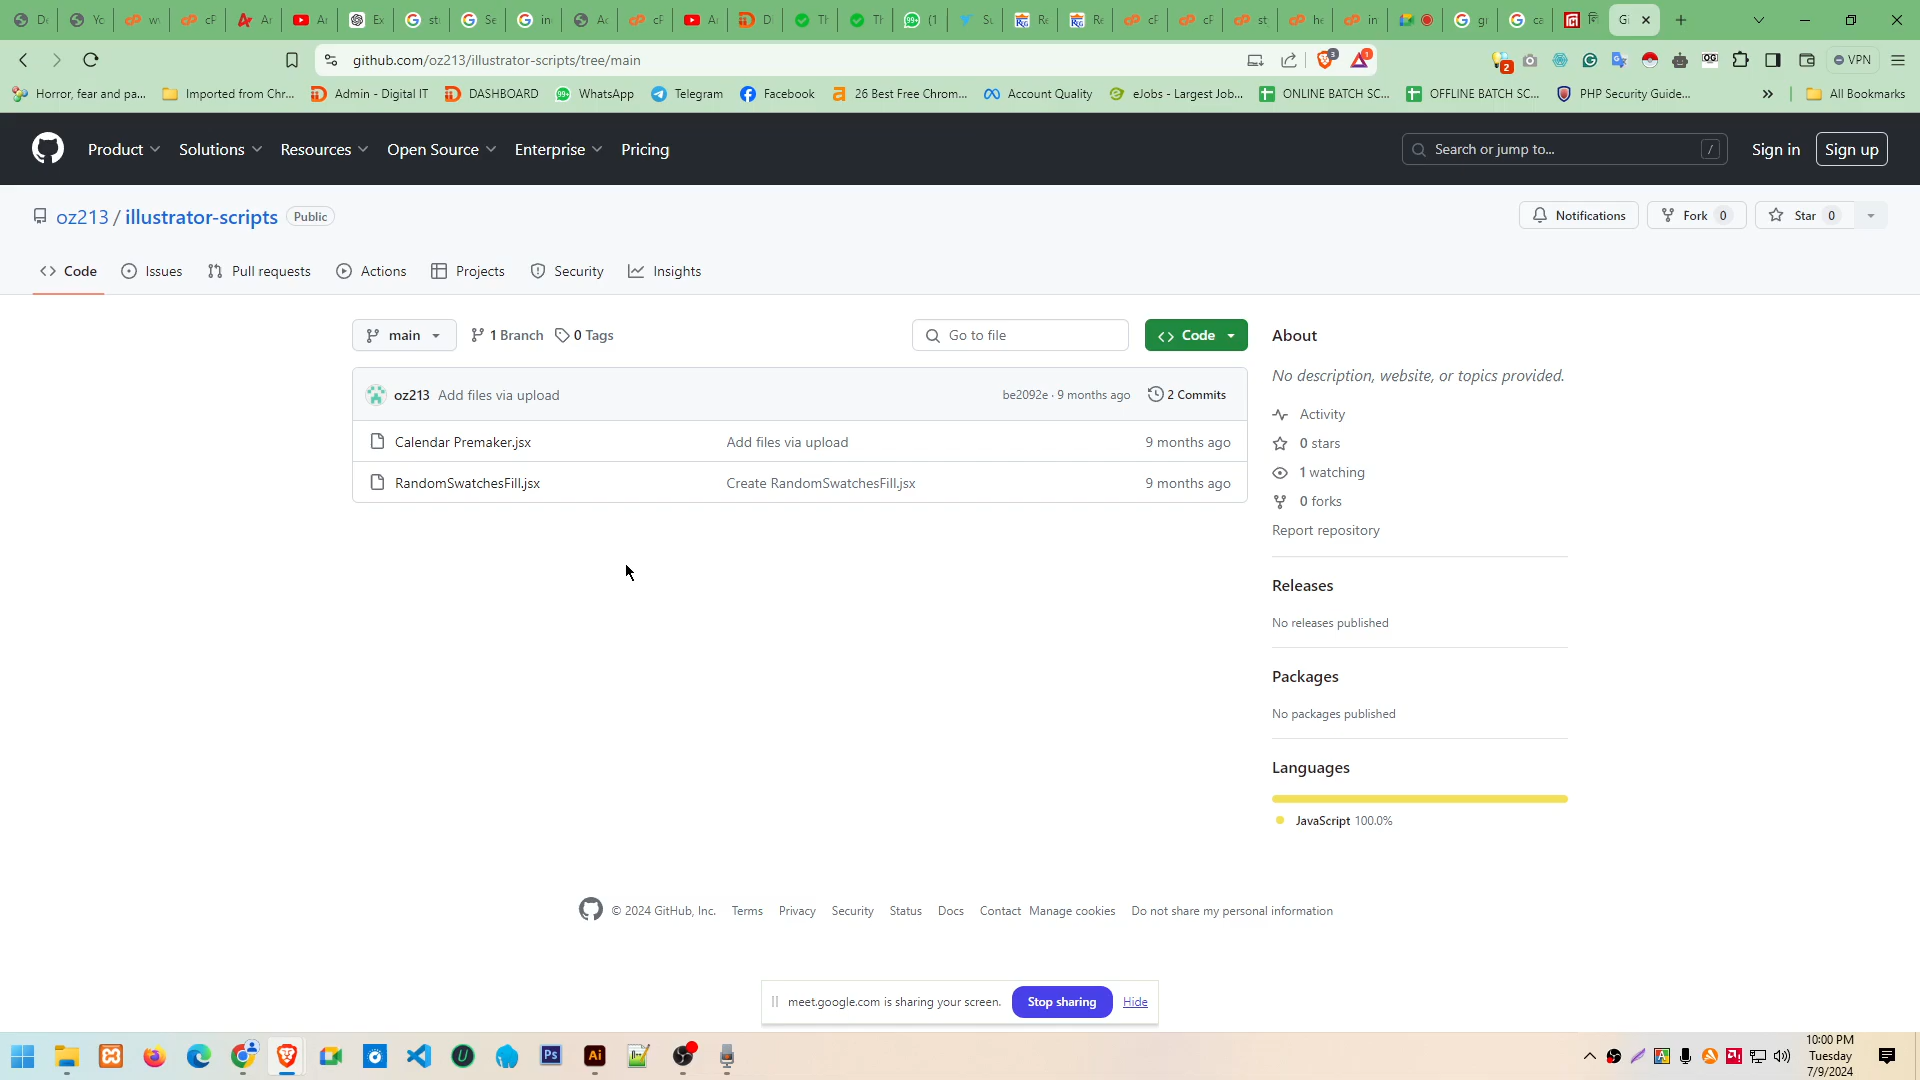 github.com/oz213/illustrator-scripts/tree/main
VPN
Horror, fear and pa...
Imported from Chr...
Admin - Digital IT
DASHBOARD
WhatsApp
Telegram
Facebook
26 Best Free Chrom...
Account Quality
eJobs - Largest Job...
ONLINE BATCH SC...
OFFLINE BATCH SC...
PHP Security Guide...
All Bookmarks
Product
Solutions
Resources
Open Source
Enterprise
Pricing
Search or jump to...
/
Sign in
Sign up
oz213 / illustrator-scripts
Public
Notifications
Fork 0
Star 0
Code
Issues
Pull requests
Actions
Projects
Security
Insights
main
1 Branch
0 Tags
Go to file
Code
oz213 Add files via upload
be2092e · 9 months ago
2 Commits
Calendar Premaker.jsx
Add files via upload
9 months ago
RandomSwatchesFill.jsx
Create RandomSwatchesFill.jsx
9 months ago
About
No description, website, or topics provided.
Activity
0 stars
1 watching
0 forks
Report repository
Releases
No releases published
Packages
No packages published
Languages
JavaScript 100.0%
© 2024 GitHub, Inc.
Terms
Privacy
Security
Status
Docs
Contact
Manage cookies
Do not share my personal information
meet.google.com is sharing your screen.
Stop sharing
Hide
10:00 PM
Tuesday
7/9/2024